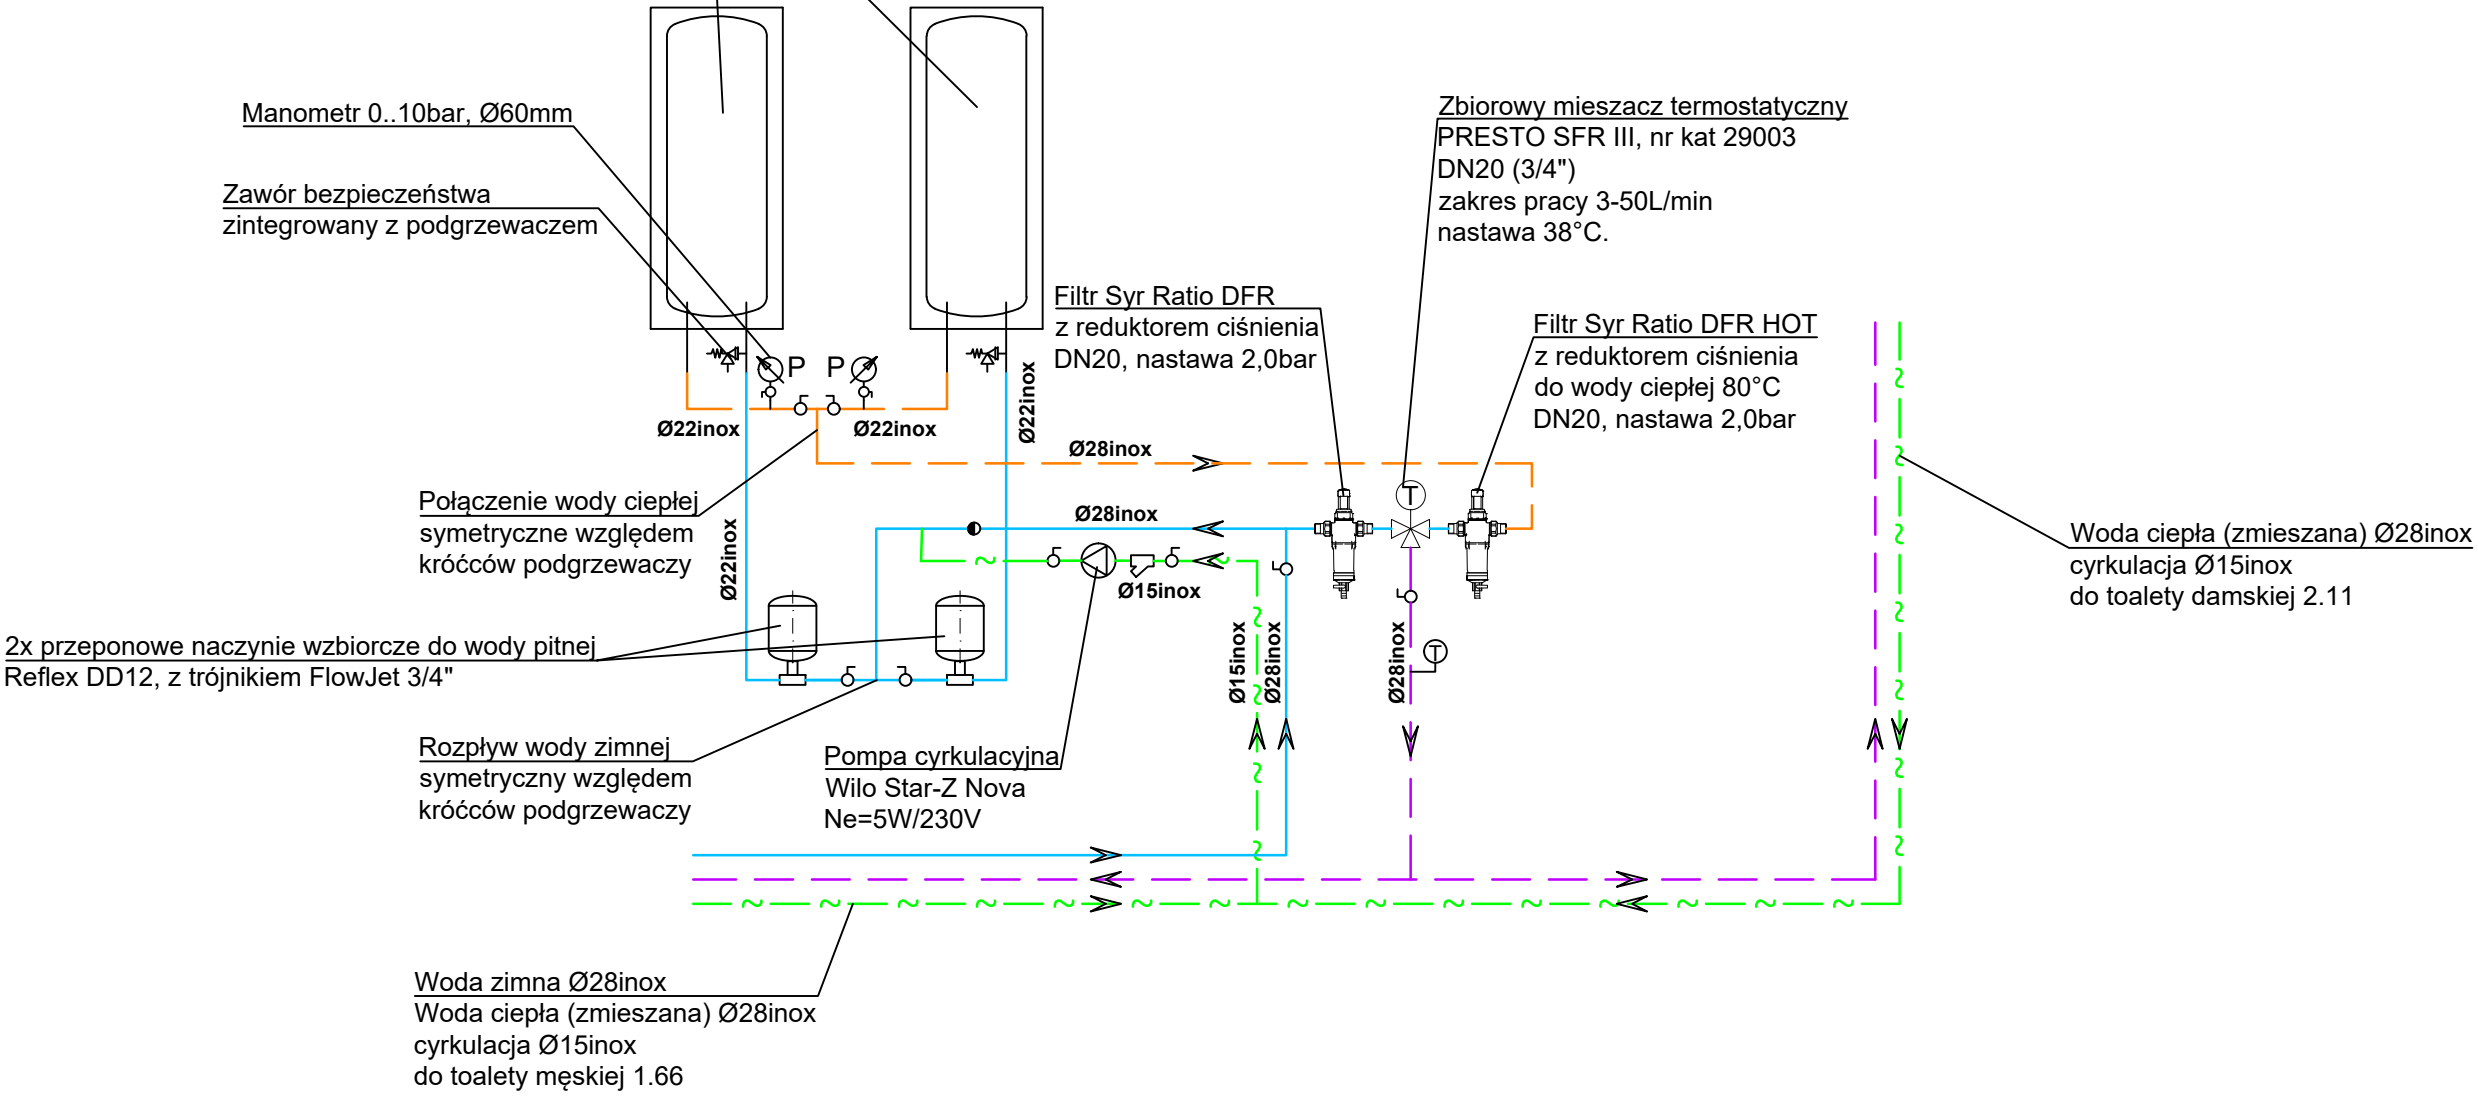 Manometr 0..10bar, Ø60mm
Zawór bezpieczeństwa
zintegrowany z podgrzewaczem
Zbiorowy mieszacz termostatyczny
PRESTO SFR III, nr kat 29003
DN20 (3/4")
zakres pracy 3-50L/min
nastawa 38°C.
Filtr Syr Ratio DFR
z reduktorem ciśnienia
DN20, nastawa 2,0bar
Filtr Syr Ratio DFR HOT
z reduktorem ciśnienia
do wody ciepłej 80°C
DN20, nastawa 2,0bar
P
P
Ø22inox
Ø22inox
Ø22inox
Ø28inox
Połączenie wody ciepłej
symetryczne względem
króćców podgrzewaczy
Ø22inox
Ø28inox
T
Ø15inox
Woda ciepła (zmieszana) Ø28inox
cyrkulacja Ø15inox
do toalety damskiej 2.11
2x przeponowe naczynie wzbiorcze do wody pitnej
Reflex DD12, z trójnikiem FlowJet 3/4"
Ø15inox
Ø28inox
Ø28inox
T
Rozpływ wody zimnej
symetryczny względem
króćców podgrzewaczy
Pompa cyrkulacyjna
Wilo Star-Z Nova
Ne=5W/230V
Woda zimna Ø28inox
Woda ciepła (zmieszana) Ø28inox
cyrkulacja Ø15inox
do toalety męskiej 1.66